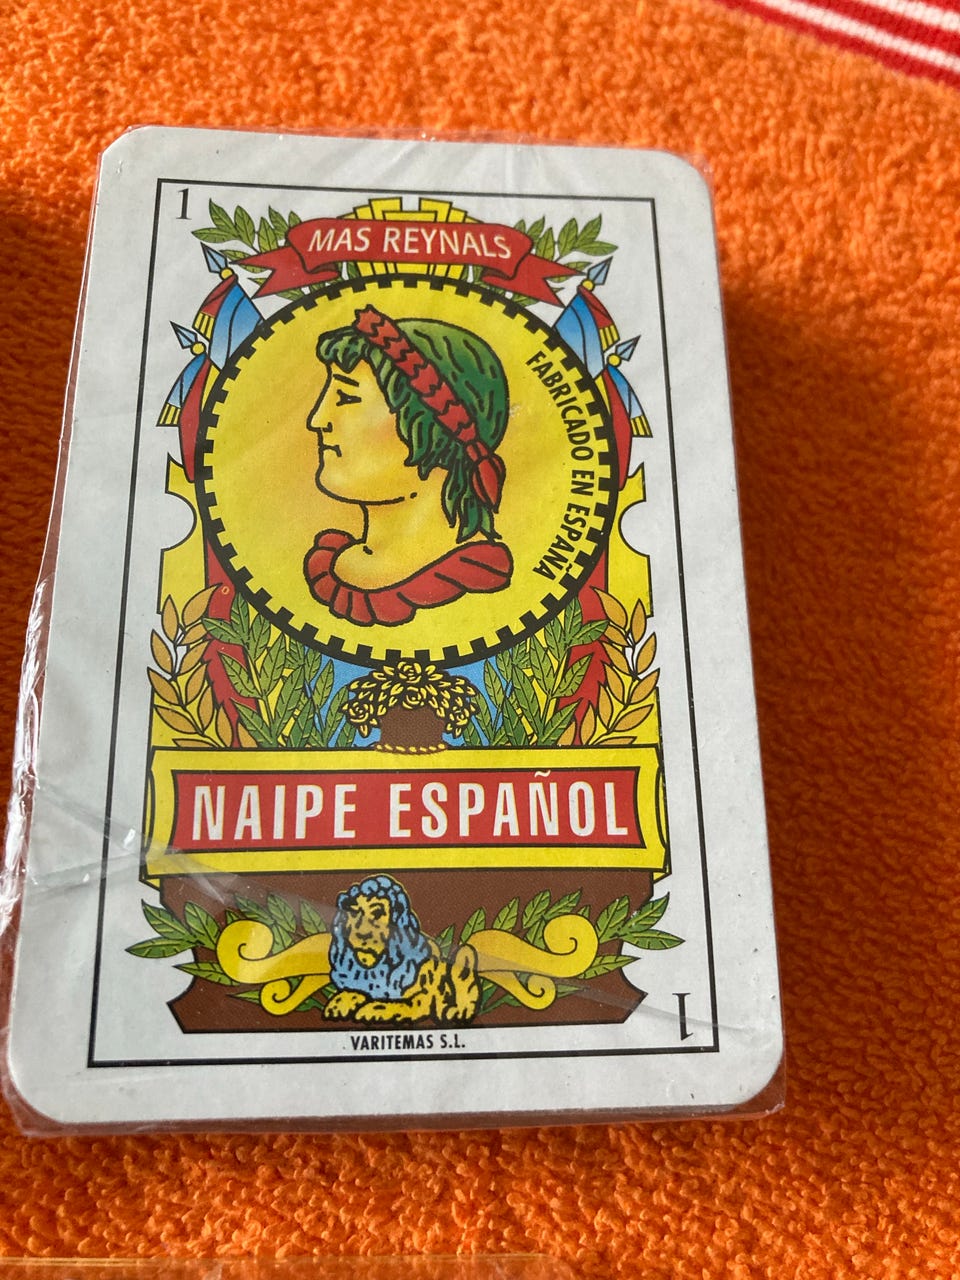 1
MAS REYNALS
FABRICADO EN ESPAÑA
NAIPE ESPAÑOL
VARITEMAS S.L.
1